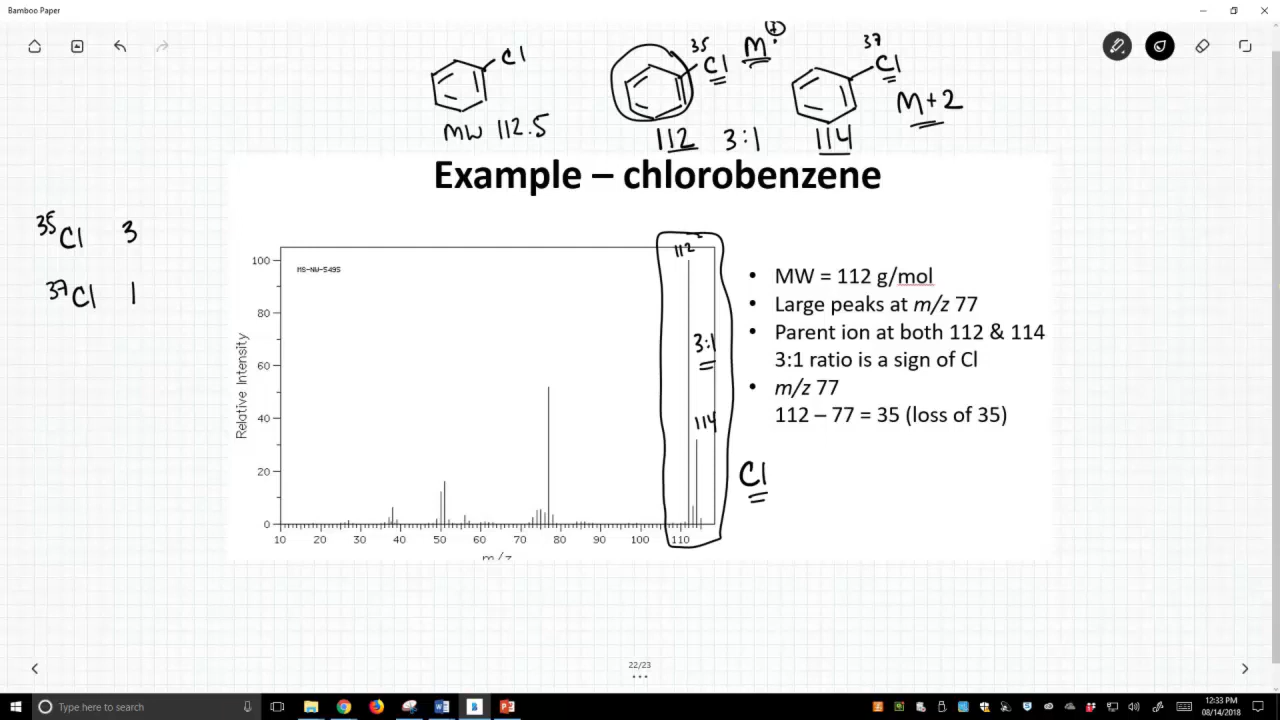 Bamboo Paper
Cl
MW 112.5
35
Cl
M⊕
112
3:1
37
Cl
114
M+2
Example – chlorobenzene
35Cl 3
37Cl 1
MS-NW-5495
Relative Intensity
100
80
60
40
20
0
10 20 30 40 50 60 70 80 90 100 110
m/z
112
3:1
114
Cl
• MW = 112 g/mol
• Large peaks at m/z 77
• Parent ion at both 112 & 114
3:1 ratio is a sign of Cl
• m/z 77
112 – 77 = 35 (loss of 35)
22/23
Type here to search
12:33 PM
08/14/2018